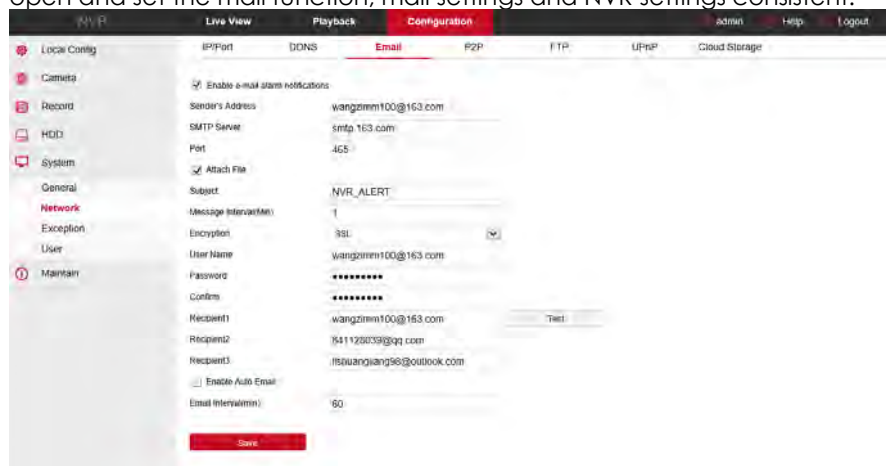 open and set the mail function, mail settings and NVR settings consistent.
NVR Live View Playback Configuration admin Help Logout
Local Config IP/Port DDNS Email P2P FTP UPnP Cloud Storage
Camera
Enable e-mail alarm notifications
Record Sender's Address wangzimm100@163.com
HDD SMTP Server smtp.163.com
Port 465
System Attach File
General Subject NVR_ALERT
Network Message Interval(Min) 1
Exception Encryption SSL
User User Name wangzimm100@163.com
Maintain Password •••••••••
Confirm •••••••••
Recipient1 wangzimm100@163.com Test
Recipient2 841128039@qq.com
Recipient3
Enable Auto Email
Email Interval(min) 60
Save